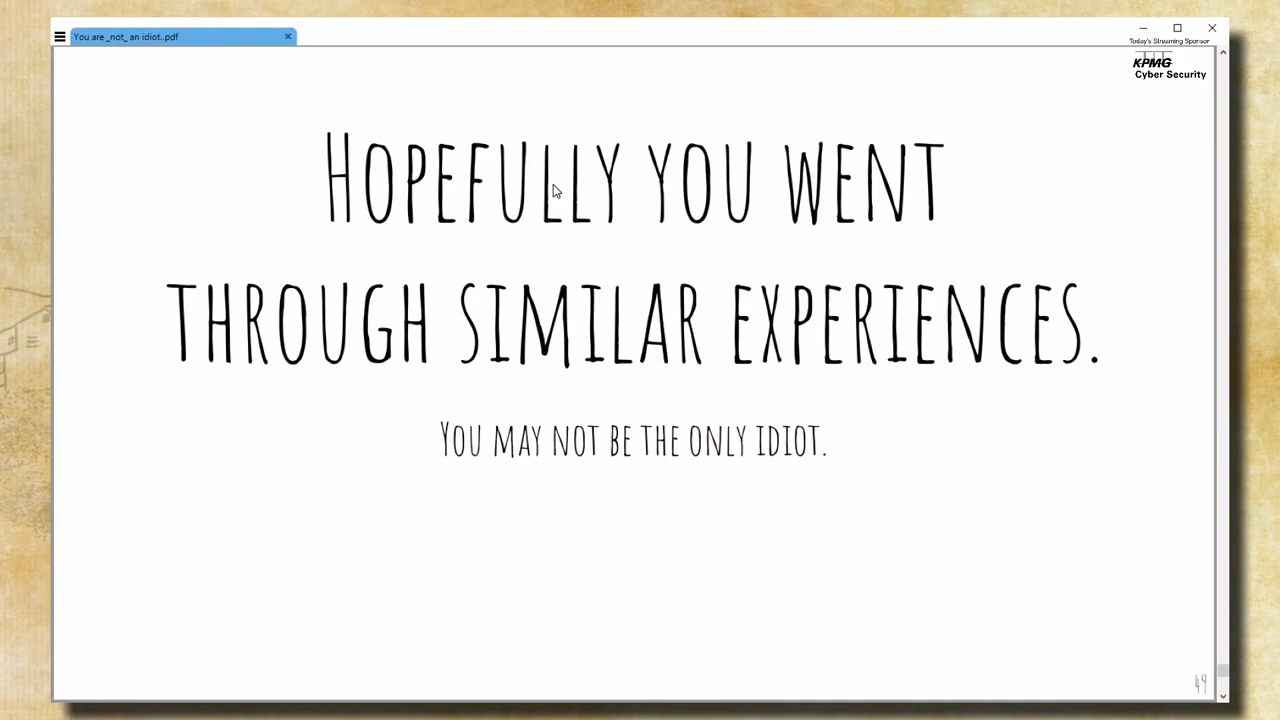 You are _not_ an idiot..pdf
Today's Streaming Sponsor
KPMG
Cyber Security
HOPEFULLY YOU WENT
THROUGH SIMILAR EXPERIENCES.
YOU MAY NOT BE THE ONLY IDIOT.
49